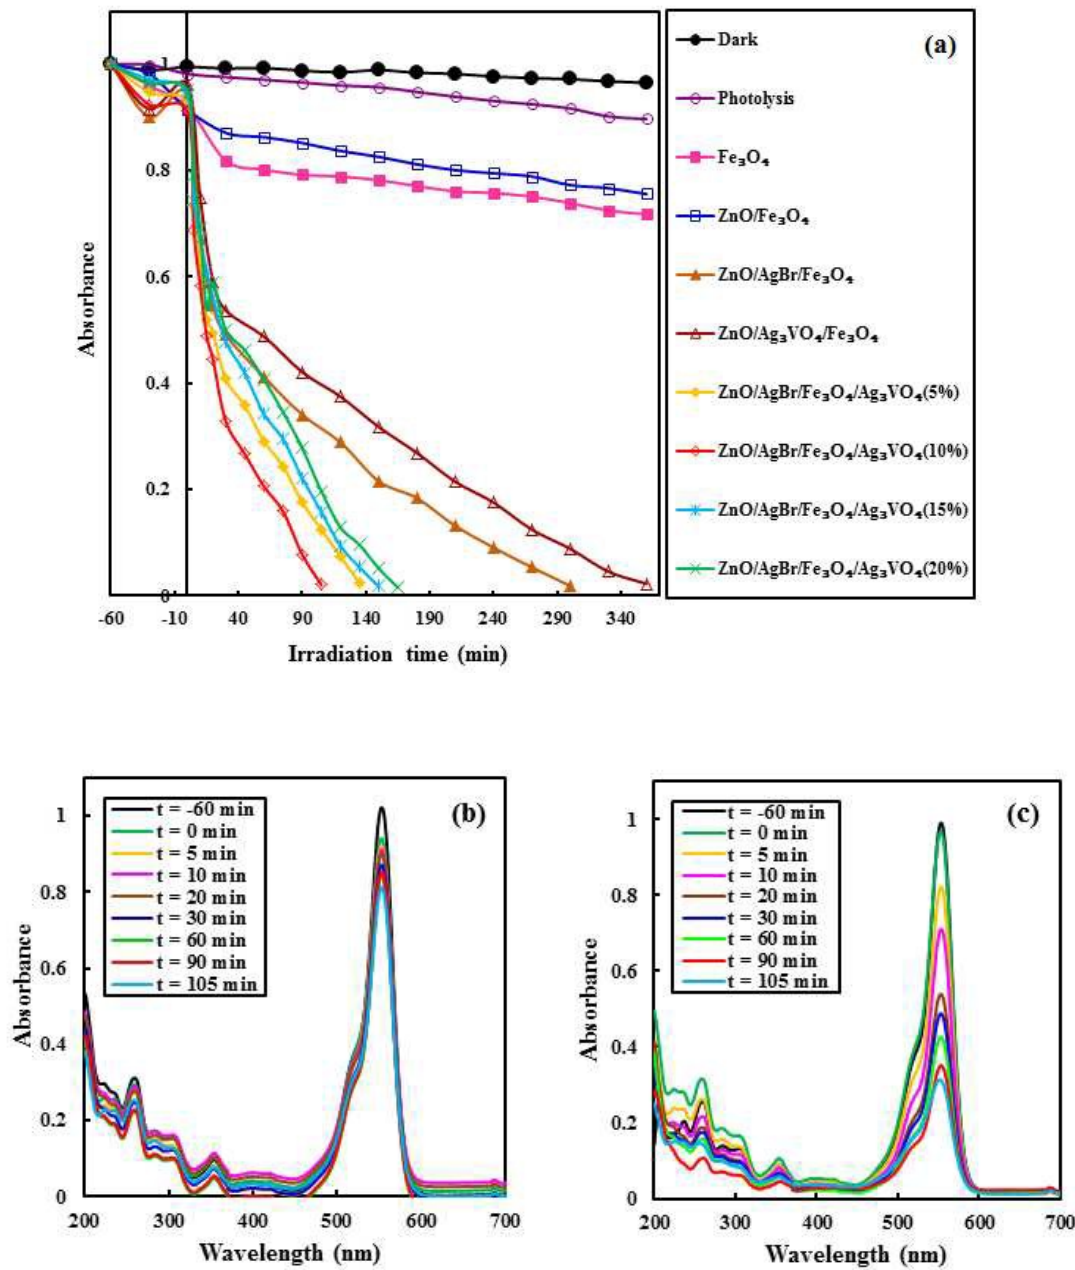 (a)
1
0.8
0.6
0.4
0.2
0
Absorbance
-60 -10 40 90 140 190 240 290 340
Irradiation time (min)
Dark
Photolysis
Fe₃O₄
ZnO/Fe₃O₄
ZnO/AgBr/Fe₃O₄
ZnO/Ag₃VO₄/Fe₃O₄
ZnO/AgBr/Fe₃O₄/Ag₃VO₄(5%)
ZnO/AgBr/Fe₃O₄/Ag₃VO₄(10%)
ZnO/AgBr/Fe₃O₄/Ag₃VO₄(15%)
ZnO/AgBr/Fe₃O₄/Ag₃VO₄(20%)
(b)
1
0.8
0.6
0.4
0.2
0
Absorbance
t = -60 min
t = 0 min
t = 5 min
t = 10 min
t = 20 min
t = 30 min
t = 60 min
t = 90 min
t = 105 min
200 300 400 500 600 700
Wavelength (nm)
(c)
1
0.8
0.6
0.4
0.2
0
Absorbance
t = -60 min
t = 0 min
t = 5 min
t = 10 min
t = 20 min
t = 30 min
t = 60 min
t = 90 min
t = 105 min
200 300 400 500 600 700
Wavelength (nm)